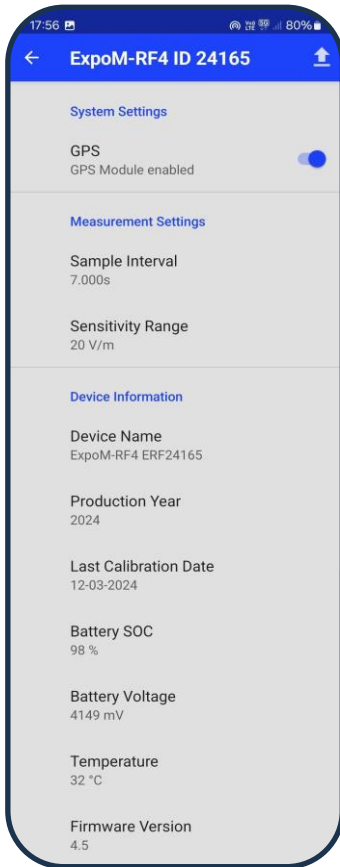 17:56 80%
ExpoM-RF4 ID 24165
System Settings
GPS
GPS Module enabled
Measurement Settings
Sample Interval
7.000s
Sensitivity Range
20 V/m
Device Information
Device Name
ExpoM-RF4 ERF24165
Production Year
2024
Last Calibration Date
12-03-2024
Battery SOC
98 %
Battery Voltage
4149 mV
Temperature
32 °C
Firmware Version
4.5